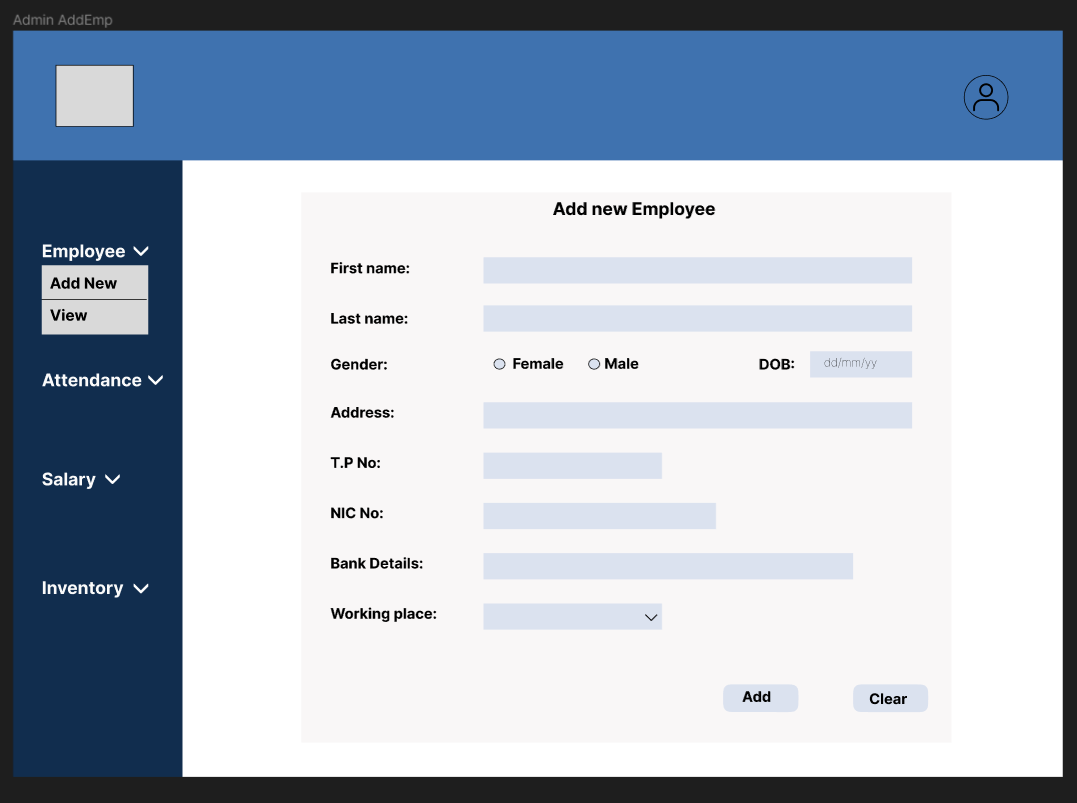 Admin AddEmp
Employee
Add New
View
Attendance
Salary
Inventory
Add new Employee
First name:
Last name:
Gender: Female Male DOB: dd/mm/yy
Address:
T.P No:
NIC No:
Bank Details:
Working place:
Add Clear